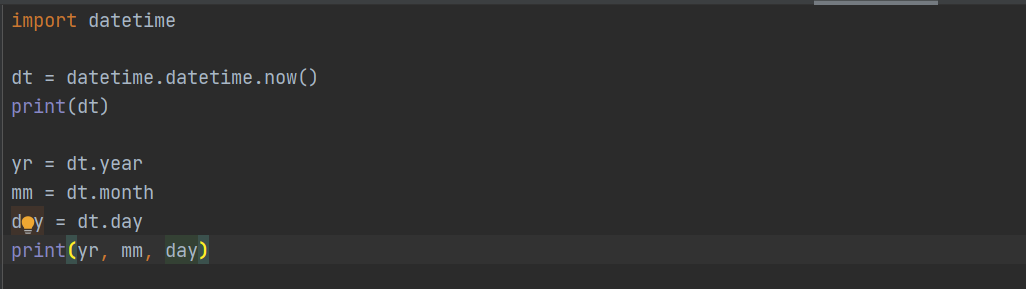 import datetime
dt = datetime.datetime.now()
print(dt)
yr = dt.year
mm = dt.month
day = dt.day
print(yr, mm, day)